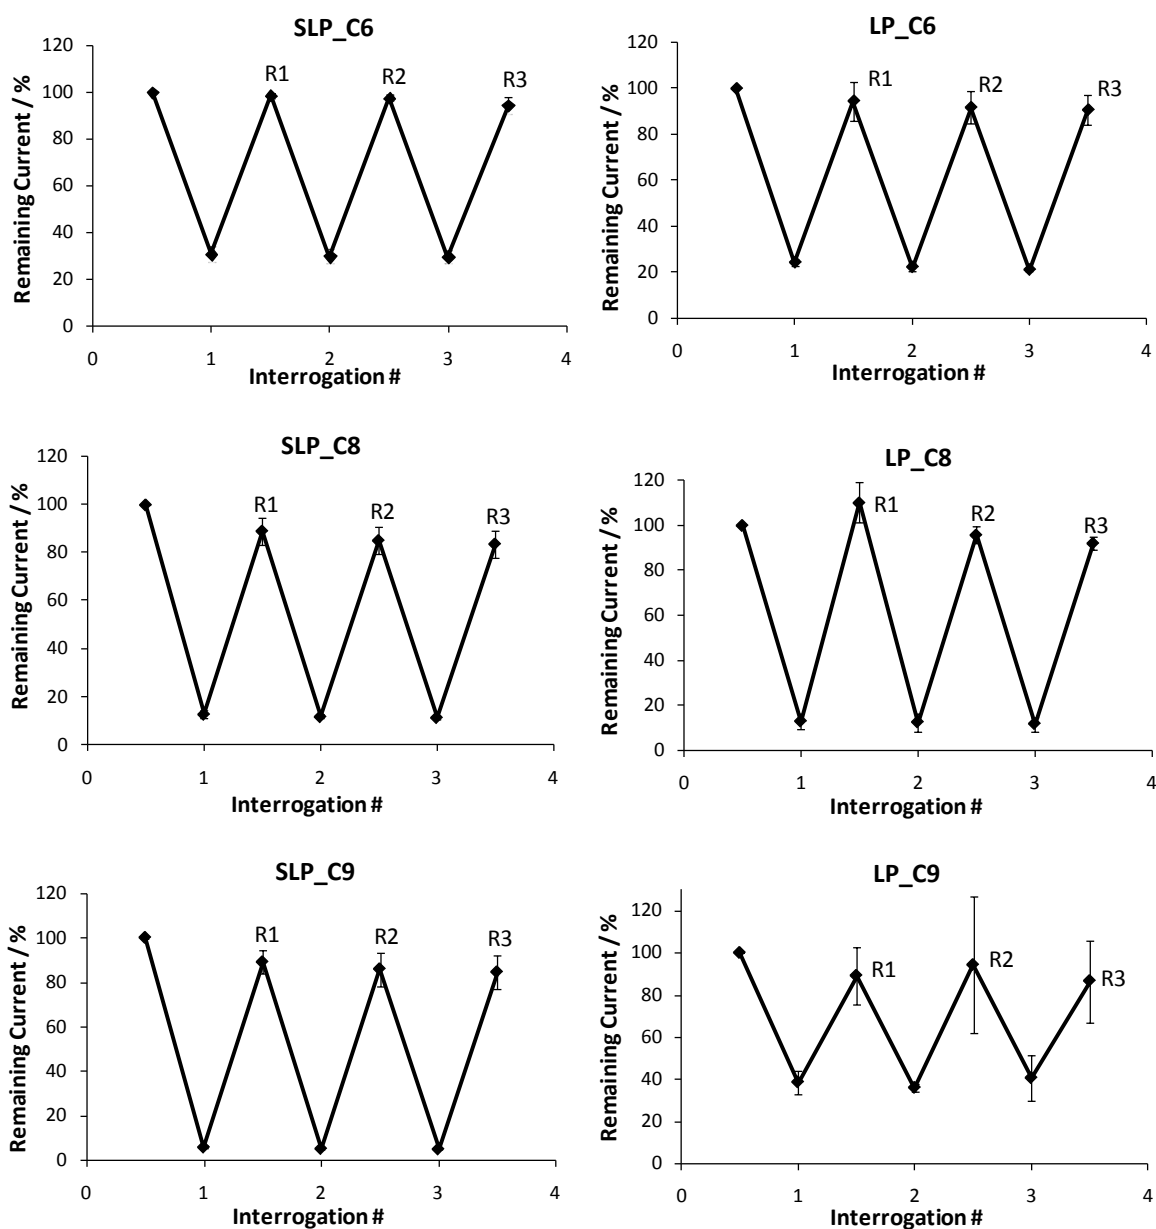 SLP_C6
Remaining Current / %
120
100
80
60
40
20
0
R1
R2
R3
0 1 2 3 4
Interrogation #
LP_C6
Remaining Current / %
120
100
80
60
40
20
0
R1
R2
R3
0 1 2 3 4
Interrogation #
SLP_C8
Remaining Current / %
120
100
80
60
40
20
0
R1
R2
R3
0 1 2 3 4
Interrogation #
LP_C8
Remaining Current / %
120
100
80
60
40
20
0
R1
R2
R3
0 1 2 3 4
Interrogation #
SLP_C9
Remaining Current / %
120
100
80
60
40
20
0
R1
R2
R3
0 1 2 3 4
Interrogation #
LP_C9
Remaining Current / %
120
100
80
60
40
20
0
R1
R2
R3
0 1 2 3 4
Interrogation #